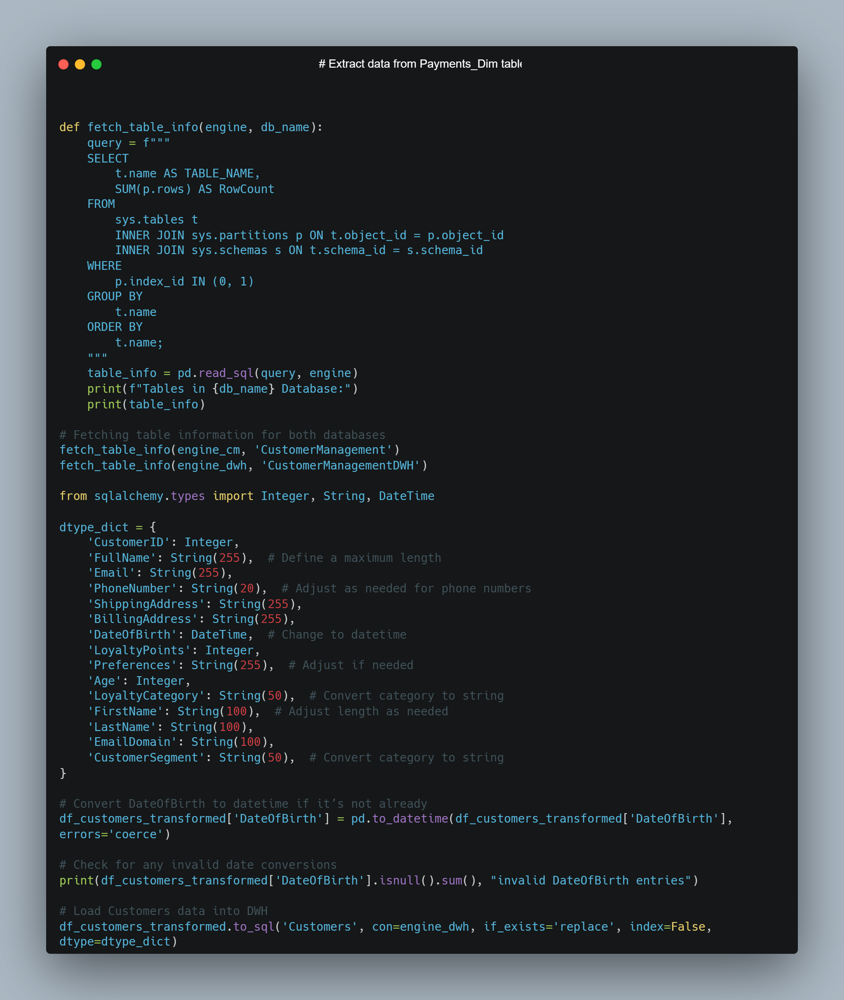 # Extract data from Payments_Dim table
def fetch_table_info(engine, db_name):
    query = f"""
    SELECT
        t.name AS TABLE_NAME,
        SUM(p.rows) AS RowCount
    FROM
        sys.tables t
        INNER JOIN sys.partitions p ON t.object_id = p.object_id
        INNER JOIN sys.schemas s ON t.schema_id = s.schema_id
    WHERE
        p.index_id IN (0, 1)
    GROUP BY
        t.name
    ORDER BY
        t.name;
    """
    table_info = pd.read_sql(query, engine)
    print(f"Tables in {db_name} Database:")
    print(table_info)
# Fetching table information for both databases
fetch_table_info(engine_cm, 'CustomerManagement')
fetch_table_info(engine_dwh, 'CustomerManagementDWH')
from sqlalchemy.types import Integer, String, DateTime
dtype_dict = {
    'CustomerID': Integer,
    'FullName': String(255),  # Define a maximum length
    'Email': String(255),
    'PhoneNumber': String(20),  # Adjust as needed for phone numbers
    'ShippingAddress': String(255),
    'BillingAddress': String(255),
    'DateOfBirth': DateTime,  # Change to datetime
    'LoyaltyPoints': Integer,
    'Preferences': String(255),  # Adjust if needed
    'Age': Integer,
    'LoyaltyCategory': String(50),  # Convert category to string
    'FirstName': String(100),  # Adjust length as needed
    'LastName': String(100),
    'EmailDomain': String(100),
    'CustomerSegment': String(50),  # Convert category to string
}
# Convert DateOfBirth to datetime if it’s not already
df_customers_transformed['DateOfBirth'] = pd.to_datetime(df_customers_transformed['DateOfBirth'],
errors='coerce')
# Check for any invalid date conversions
print(df_customers_transformed['DateOfBirth'].isnull().sum(), "invalid DateOfBirth entries")
# Load Customers data into DWH
df_customers_transformed.to_sql('Customers', con=engine_dwh, if_exists='replace', index=False,
dtype=dtype_dict)